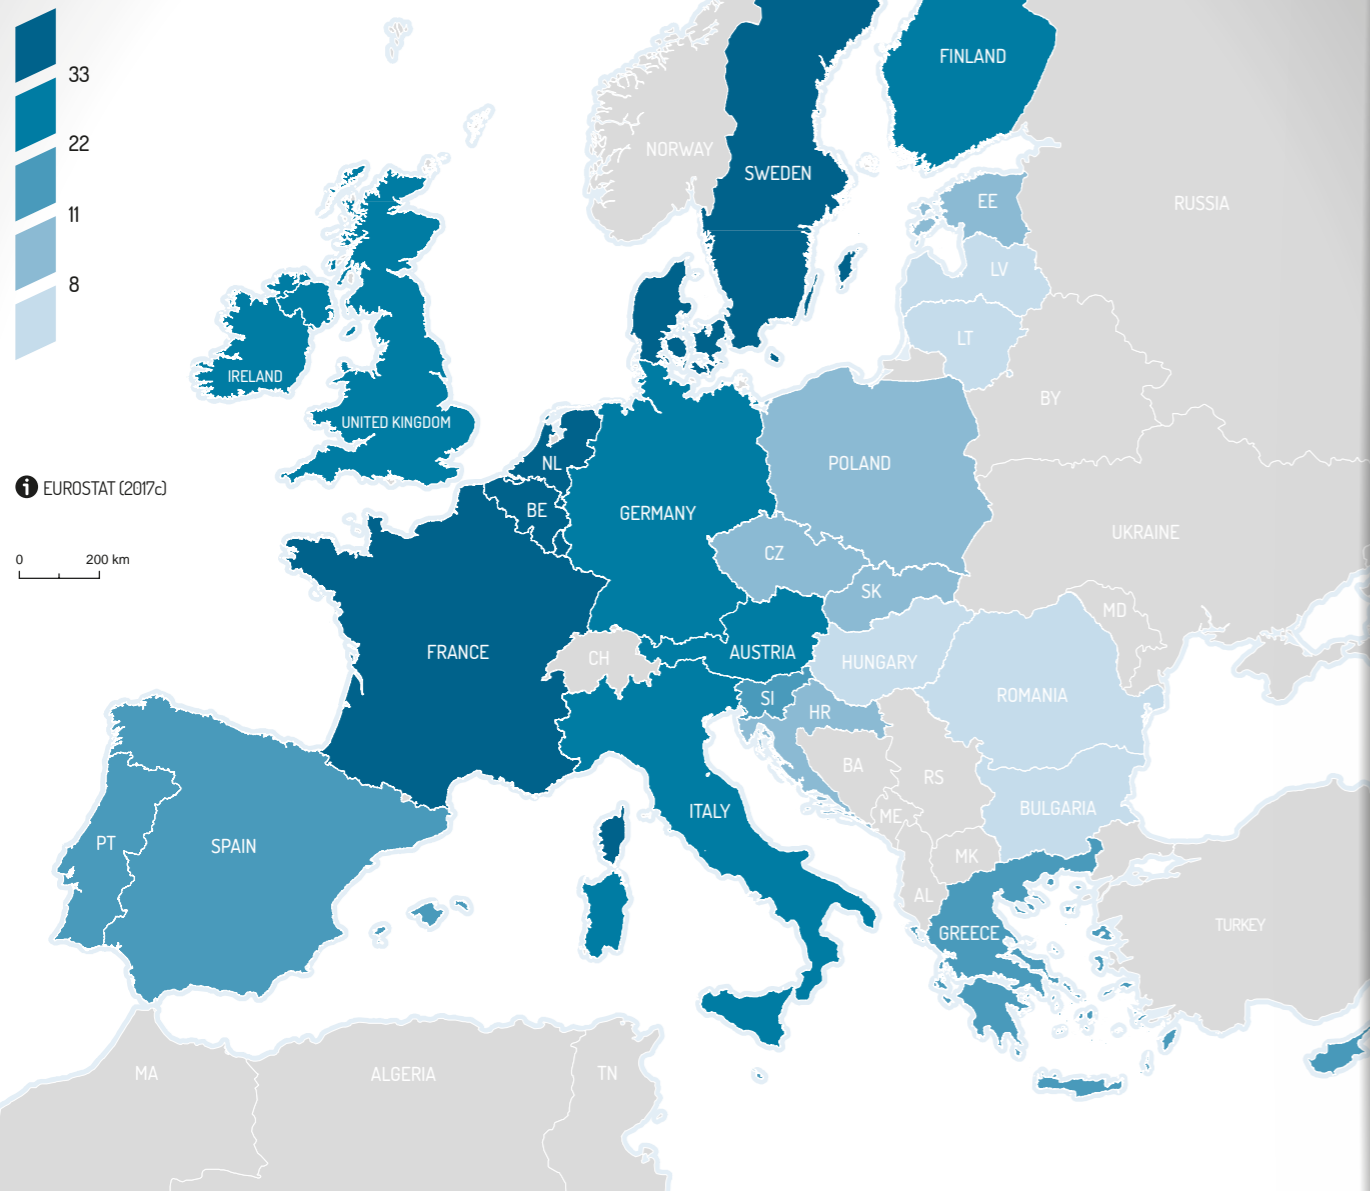 33
22
11
8
EUROSTAT (2017c)
0 200 km
FINLAND
NORWAY
SWEDEN
RUSSIA
EE
LV
LT
IRELAND
UNITED KINGDOM
BY
NL
POLAND
BE
GERMANY
UKRAINE
CZ
SK
MD
FRANCE
CH
AUSTRIA
HUNGARY
SI
ROMANIA
HR
BA
RS
ITALY
BULGARIA
ME
PT
SPAIN
MK
AL
GREECE
TURKEY
MA
ALGERIA
TN